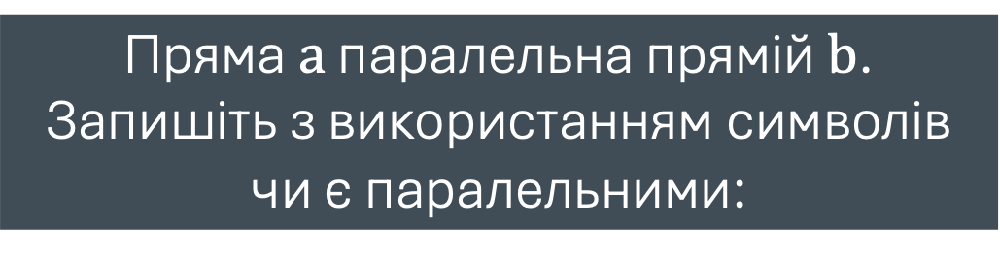 Пряма a паралельна прямій b.
Запишіть з використанням символів
чи є паралельними: